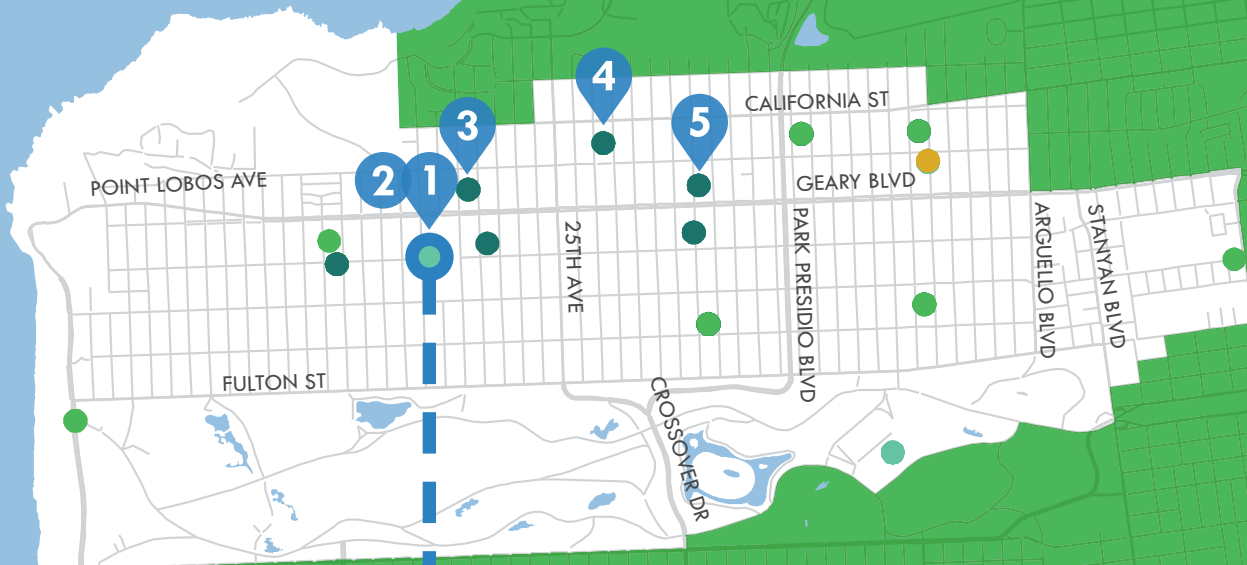 4
CALIFORNIA ST
3
5
2
1
POINT LOBOS AVE
GEARY BLVD
25TH AVE
PARK PRESIDIO BLVD
ARGUELLO BLVD
STANYAN BLVD
FULTON ST
CROSSOVER DR